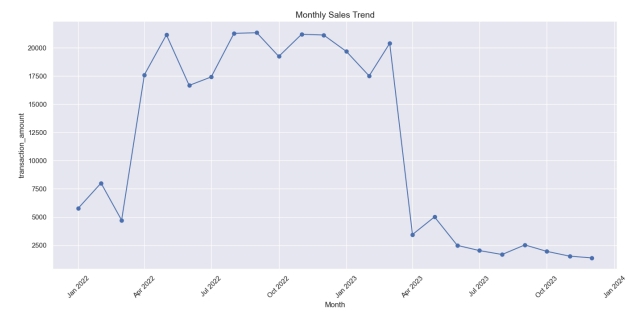 Monthly Sales Trend
transaction_amount
20000
17500
15000
12500
10000
7500
5000
2500
Jan 2022
Apr 2022
Jul 2022
Oct 2022
Jan 2023
Apr 2023
Jul 2023
Oct 2023
Jan 2024
Month